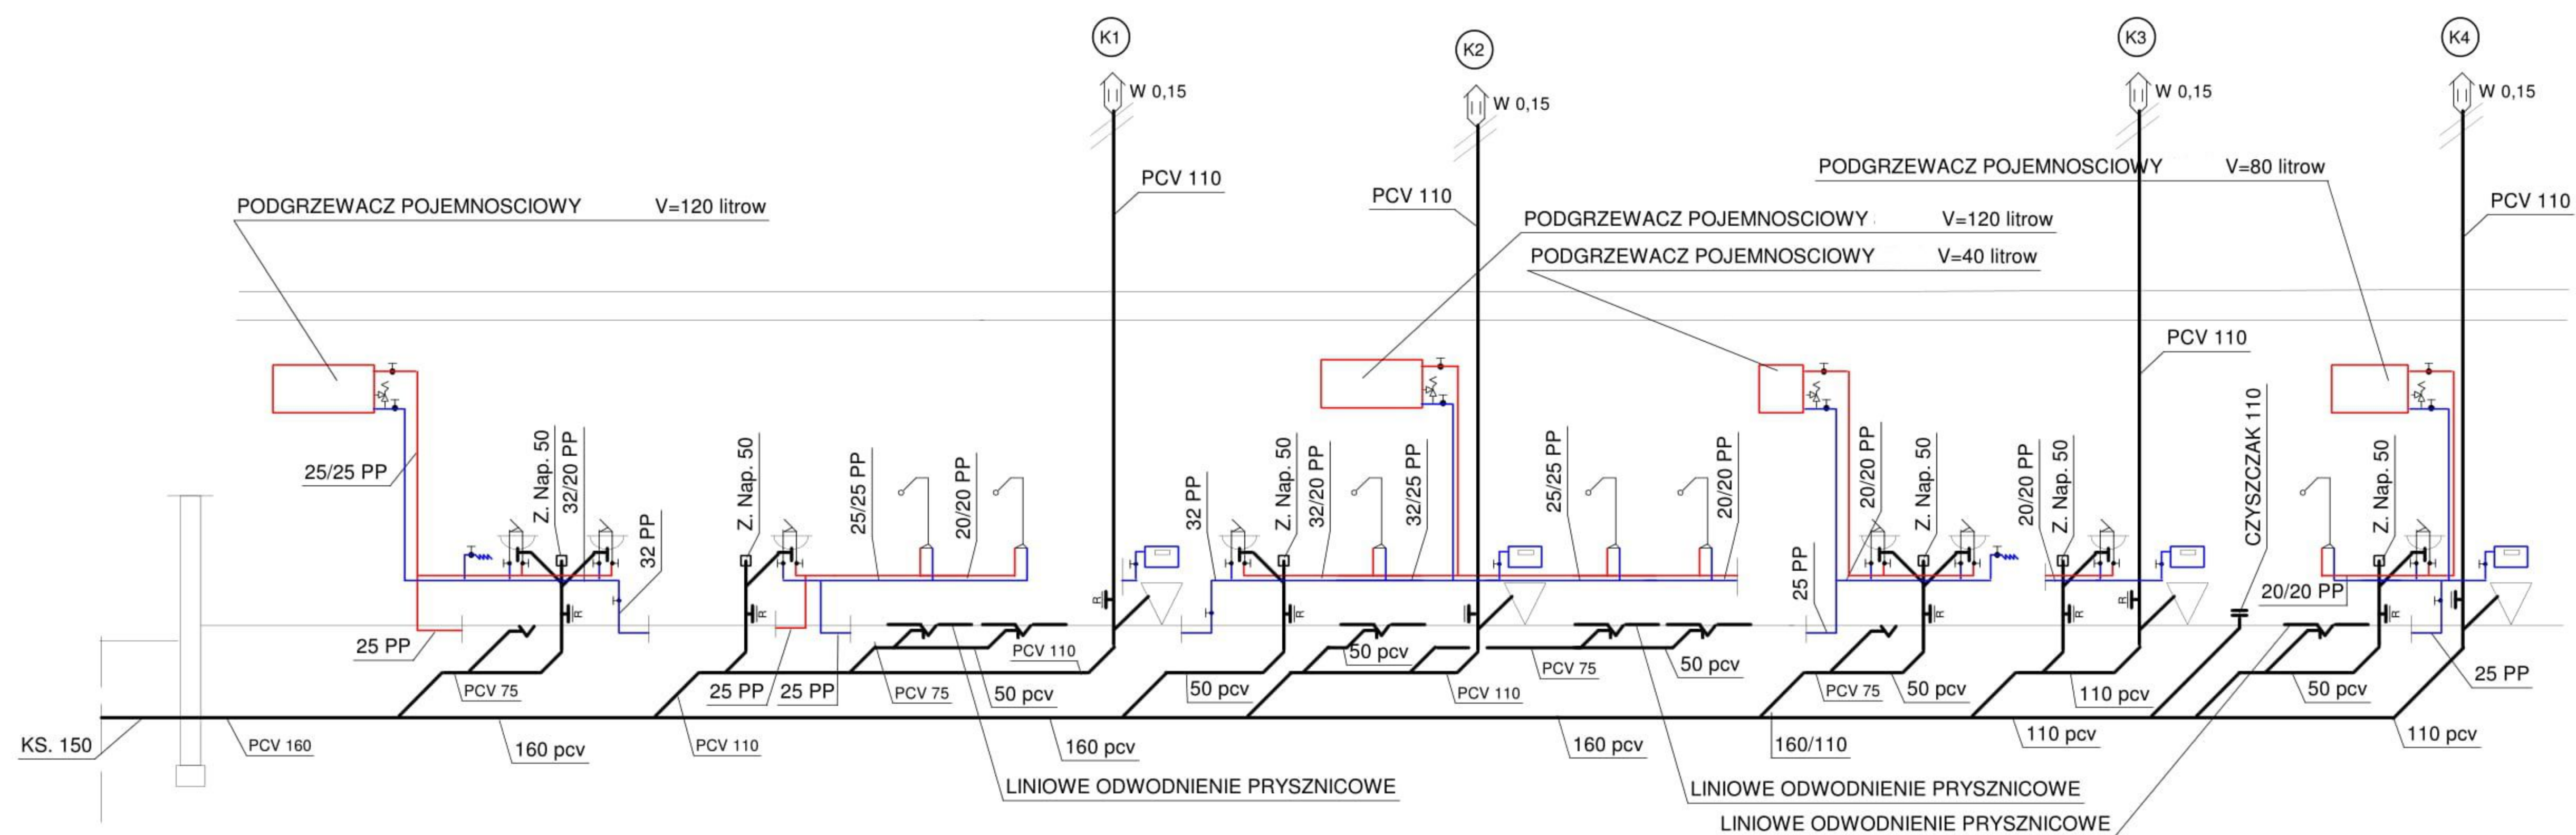 K1
K2
K3
K4
W 0,15
W 0,15
W 0,15
W 0,15
PCV 110
PCV 110
PCV 110
PCV 110
PODGRZEWACZ POJEMNOSCIOWY V=120 litrow
PODGRZEWACZ POJEMNOSCIOWY V=120 litrow
PODGRZEWACZ POJEMNOSCIOWY V=40 litrow
PODGRZEWACZ POJEMNOSCIOWY V=80 litrow
25/25 PP
Z. Nap. 50
32/20 PP
32 PP
Z. Nap. 50
25/25 PP
20/20 PP
32 PP
Z. Nap. 50
32/20 PP
32/25 PP
25/25 PP
20/20 PP
25 PP
20/20 PP
Z. Nap. 50
20/20 PP
Z. Nap. 50
CZYSZCZAK 110
20/20 PP
Z. Nap. 50
R
R
R
R
R
R
R
R
25 PP
PCV 75
25 PP
25 PP
PCV 75
50 pcv
PCV 110
50 pcv
50 pcv
PCV 110
PCV 75
50 pcv
PCV 75
50 pcv
110 pcv
50 pcv
25 PP
KS. 150
PCV 160
160 pcv
PCV 110
160 pcv
160 pcv
160/110
110 pcv
110 pcv
LINIOWE ODWODNIENIE PRYSZNICOWE
LINIOWE ODWODNIENIE PRYSZNICOWE
LINIOWE ODWODNIENIE PRYSZNICOWE